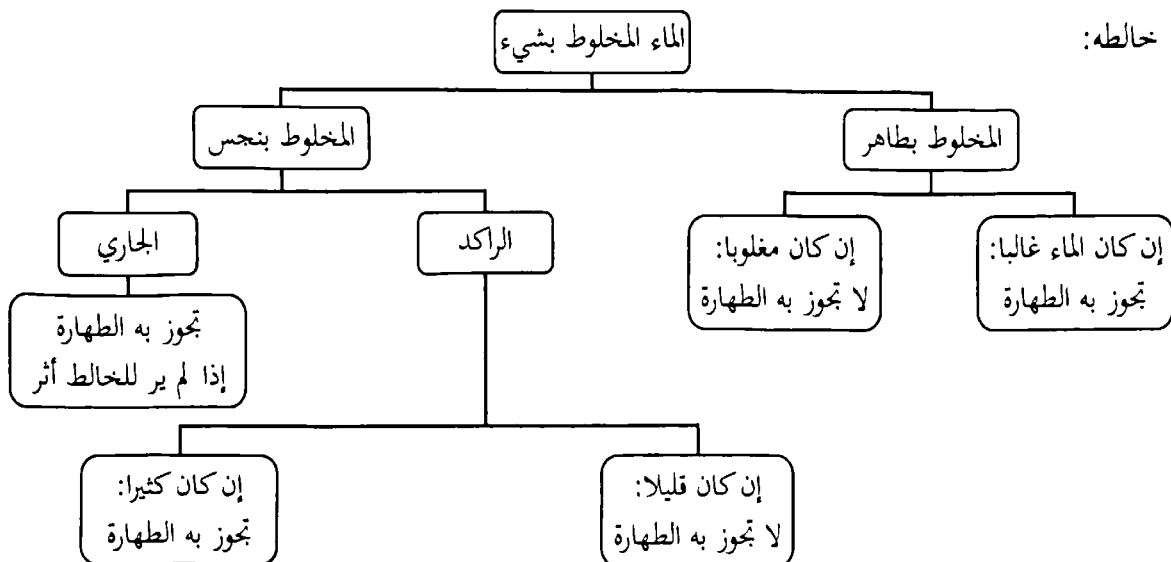 خالطه:
الماء المخلوط بشيء
المخلوط بطاهر
المخلوط بنجس
إن كان الماء غالبا:
تجوز به الطهارة
إن كان مغلوبا:
لا تجوز به الطهارة
الراكد
الجاري
تجوز به الطهارة
إذا لم ير للخالط أثر
إن كان قليلا:
لا تجوز به الطهارة
إن كان كثيرا:
تجوز به الطهارة